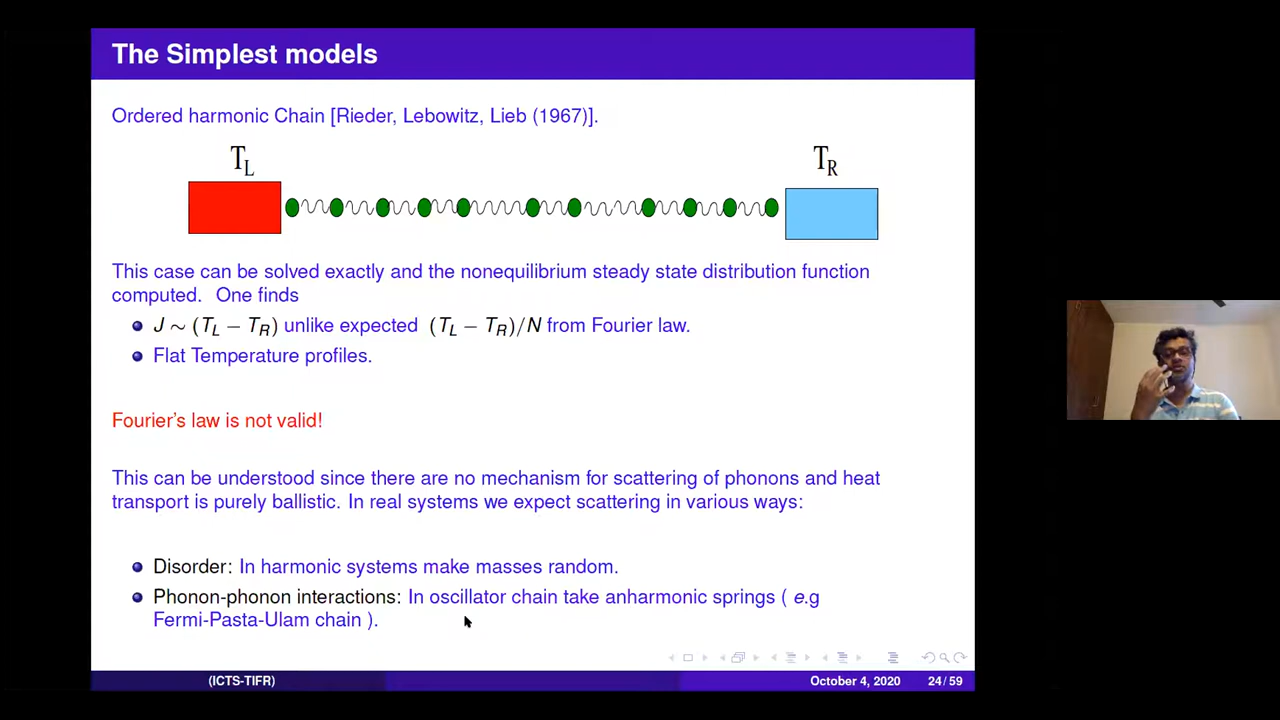 The Simplest models
Ordered harmonic Chain [Rieder, Lebowitz, Lieb (1967)].
T_L
T_R
This case can be solved exactly and the nonequilibrium steady state distribution function
computed. One finds
J ∼ (T_L − T_R) unlike expected (T_L − T_R)/N from Fourier law.
Flat Temperature profiles.
Fourier's law is not valid!
This can be understood since there are no mechanism for scattering of phonons and heat
transport is purely ballistic. In real systems we expect scattering in various ways:
Disorder: In harmonic systems make masses random.
Phonon-phonon interactions: In oscillator chain take anharmonic springs ( e.g
Fermi-Pasta-Ulam chain ).
(ICTS-TIFR)
October 4, 2020
24 / 59